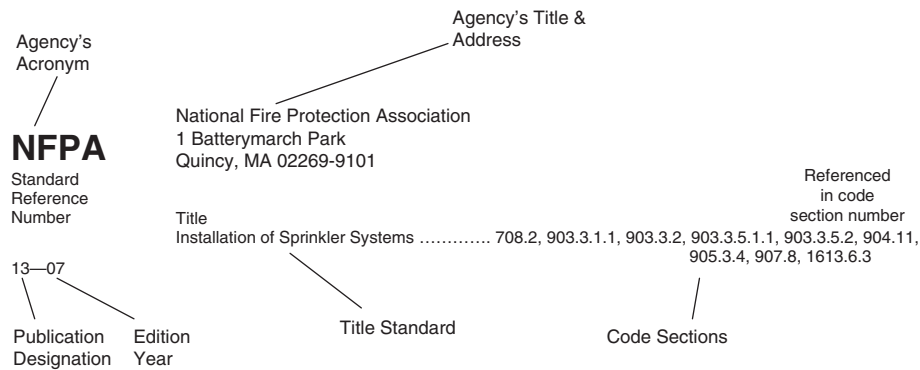 Agency's Title &
Address
Agency's
Acronym
National Fire Protection Association
1 Batterymarch Park
Quincy, MA 02269-9101
NFPA
Standard
Reference
Number
Referenced
in code
section number
Title
Installation of Sprinkler Systems ............. 708.2, 903.3.1.1, 903.3.2, 903.3.5.1.1, 903.3.5.2, 904.11,
905.3.4, 907.8, 1613.6.3
13—07
Publication
Designation
Edition
Year
Title Standard
Code Sections